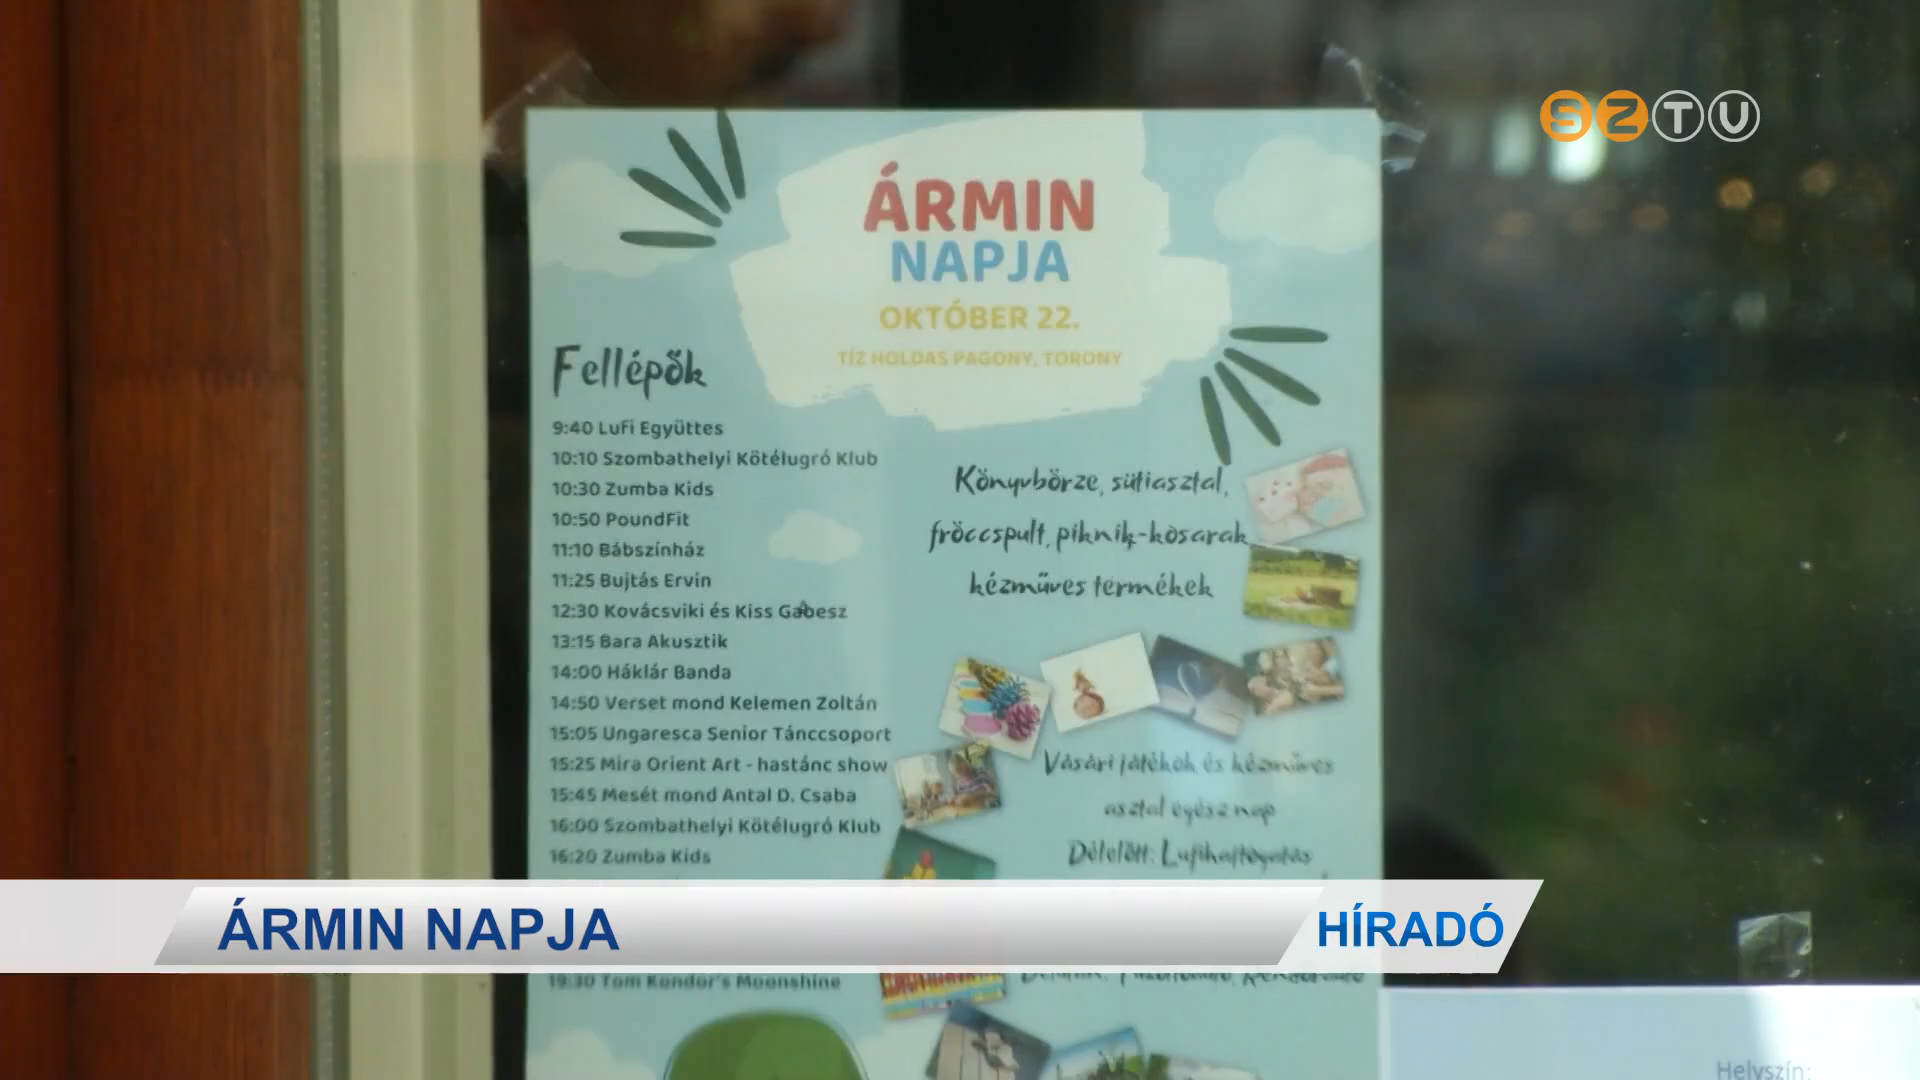 SZTV
ÁRMIN
NAPJA
OKTÓBER 22.
TÍZ HOLDAS PAGONY, TORONY
Fellépők
9:40 Lufi Együttes
10:10 Szombathelyi Kötélugró Klub
10:30 Zumba Kids
10:50 PoundFit
11:10 Bábszínház
11:25 Bujtás Ervin
12:30 Kovácsviki és Kiss Gabesz
13:15 Bara Akusztik
14:00 Háklár Banda
14:50 Verset mond Kelemen Zoltán
15:05 Ungaresca Senior Tánccsoport
15:25 Mira Orient Art - hastánc show
15:45 Mesét mond Antal D. Csaba
16:00 Szombathelyi Kötélugró Klub
16:20 Zumba Kids
19:30 Tom Kondor's Moonshine
Könyvbörze, sütiasztal,
fröccspult, piknik-kosarak
kézműves termékek
Vásári játékok és kézműves
asztal egész nap
Délelőtt: Lufihajtogatás
ÁRMIN NAPJA
HÍRADÓ
Helyszín: